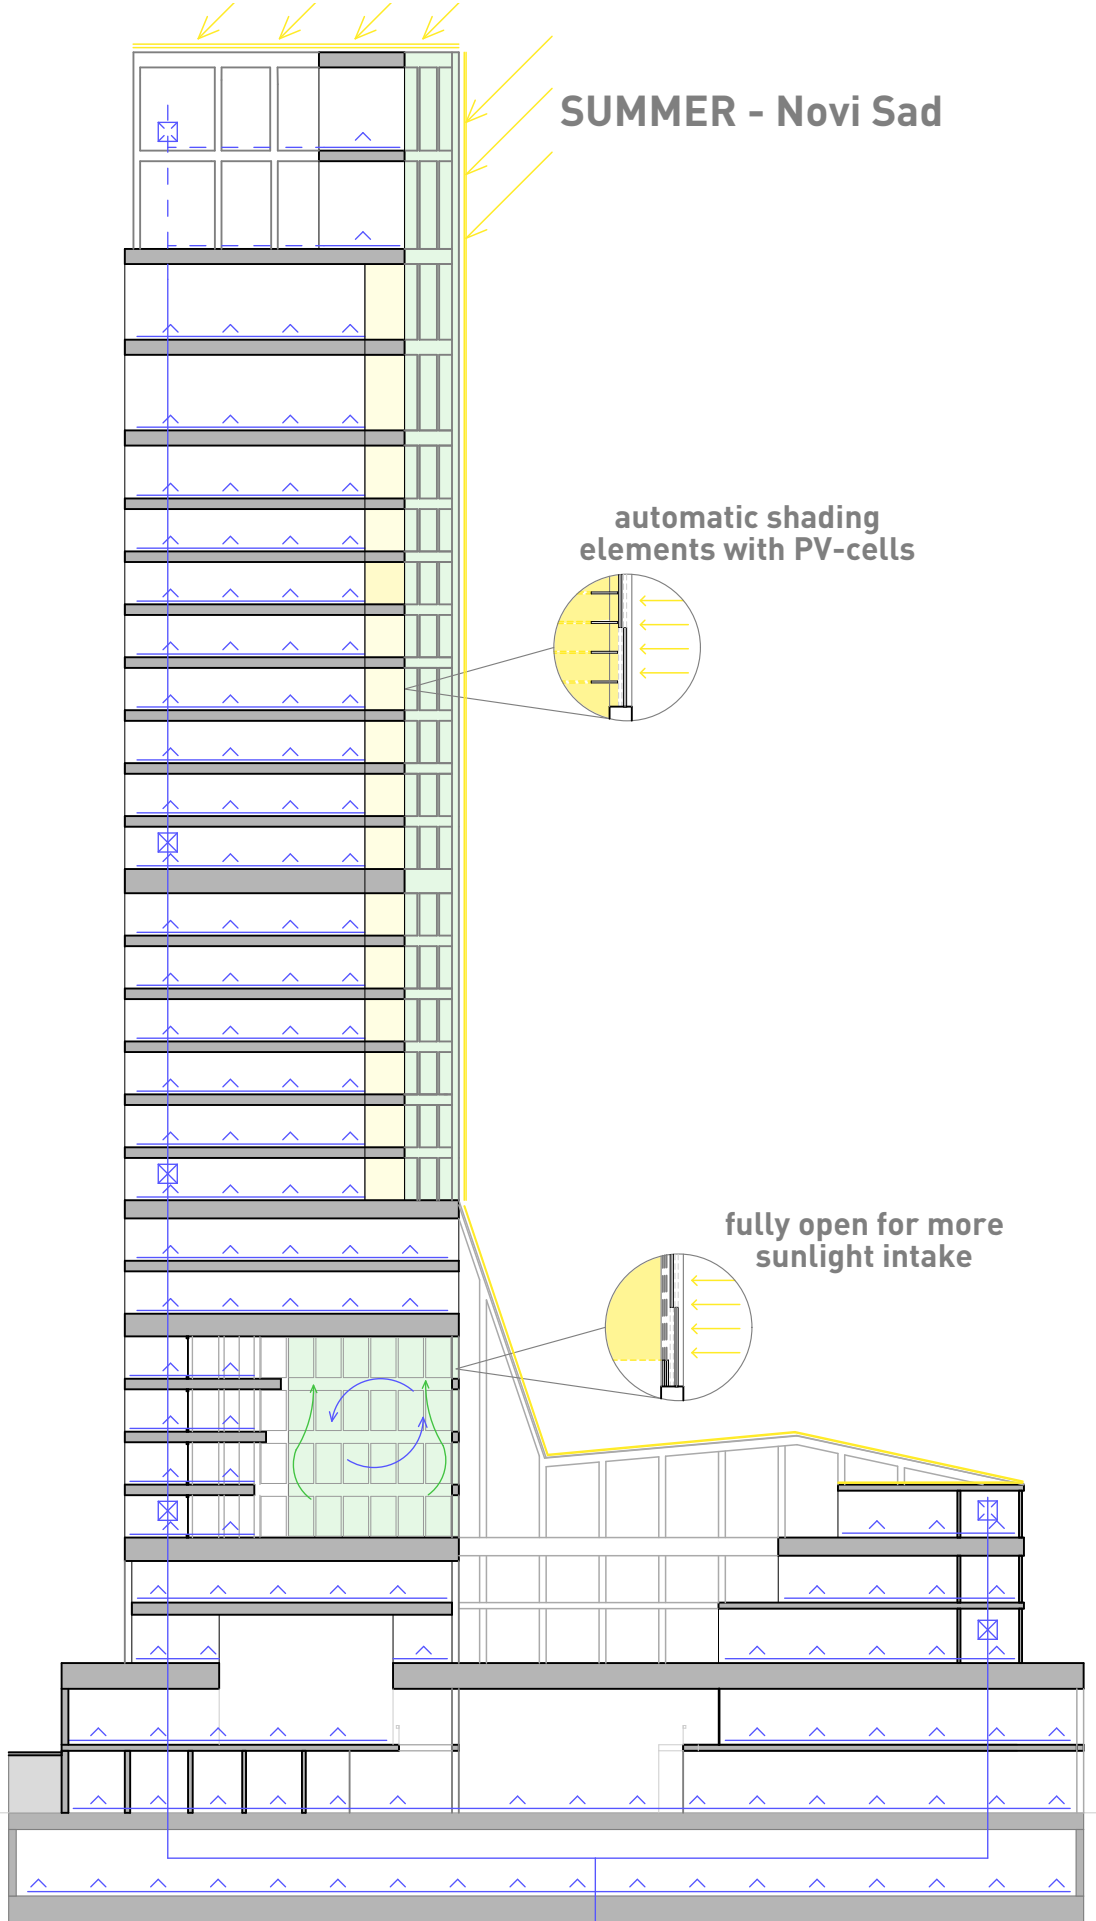 SUMMER - Novi Sad
automatic shading
elements with PV-cells
fully open for more
sunlight intake